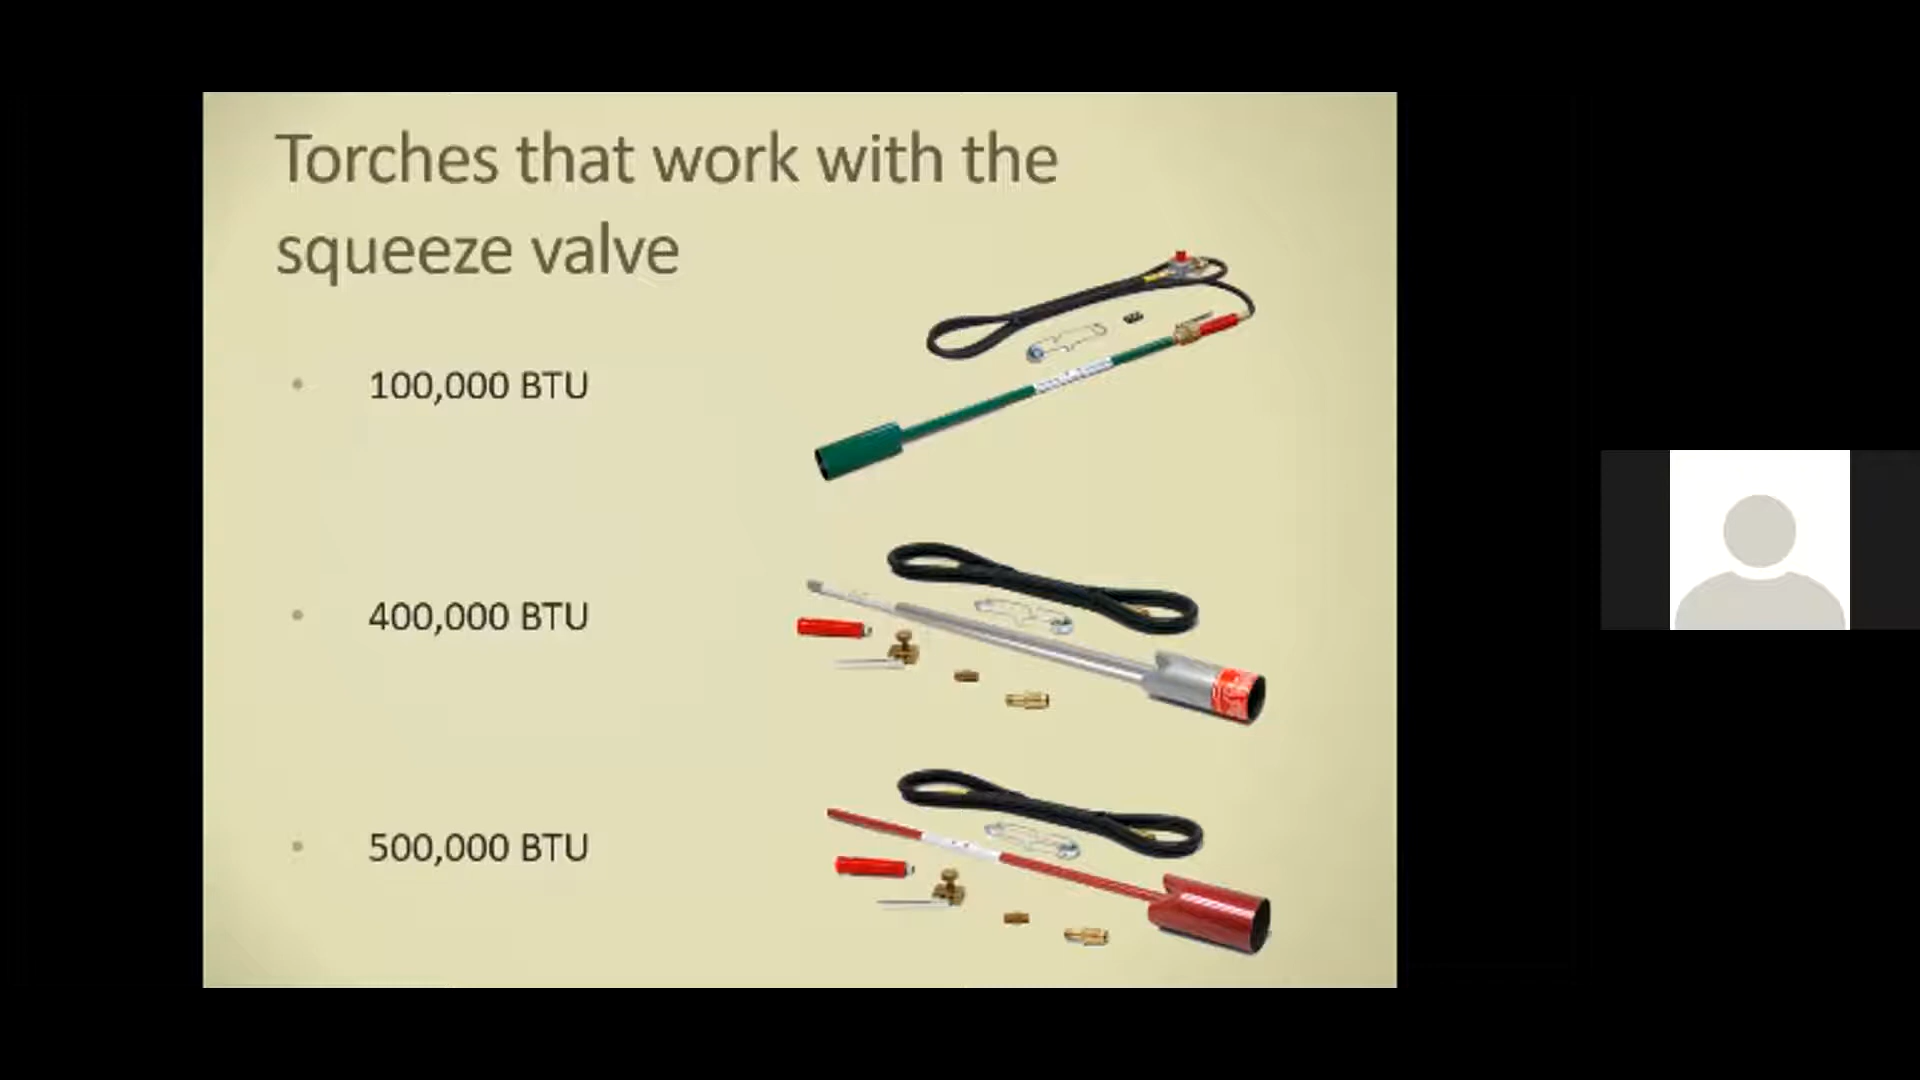 Torches that work with the
squeeze valve
• 100,000 BTU
• 400,000 BTU
• 500,000 BTU